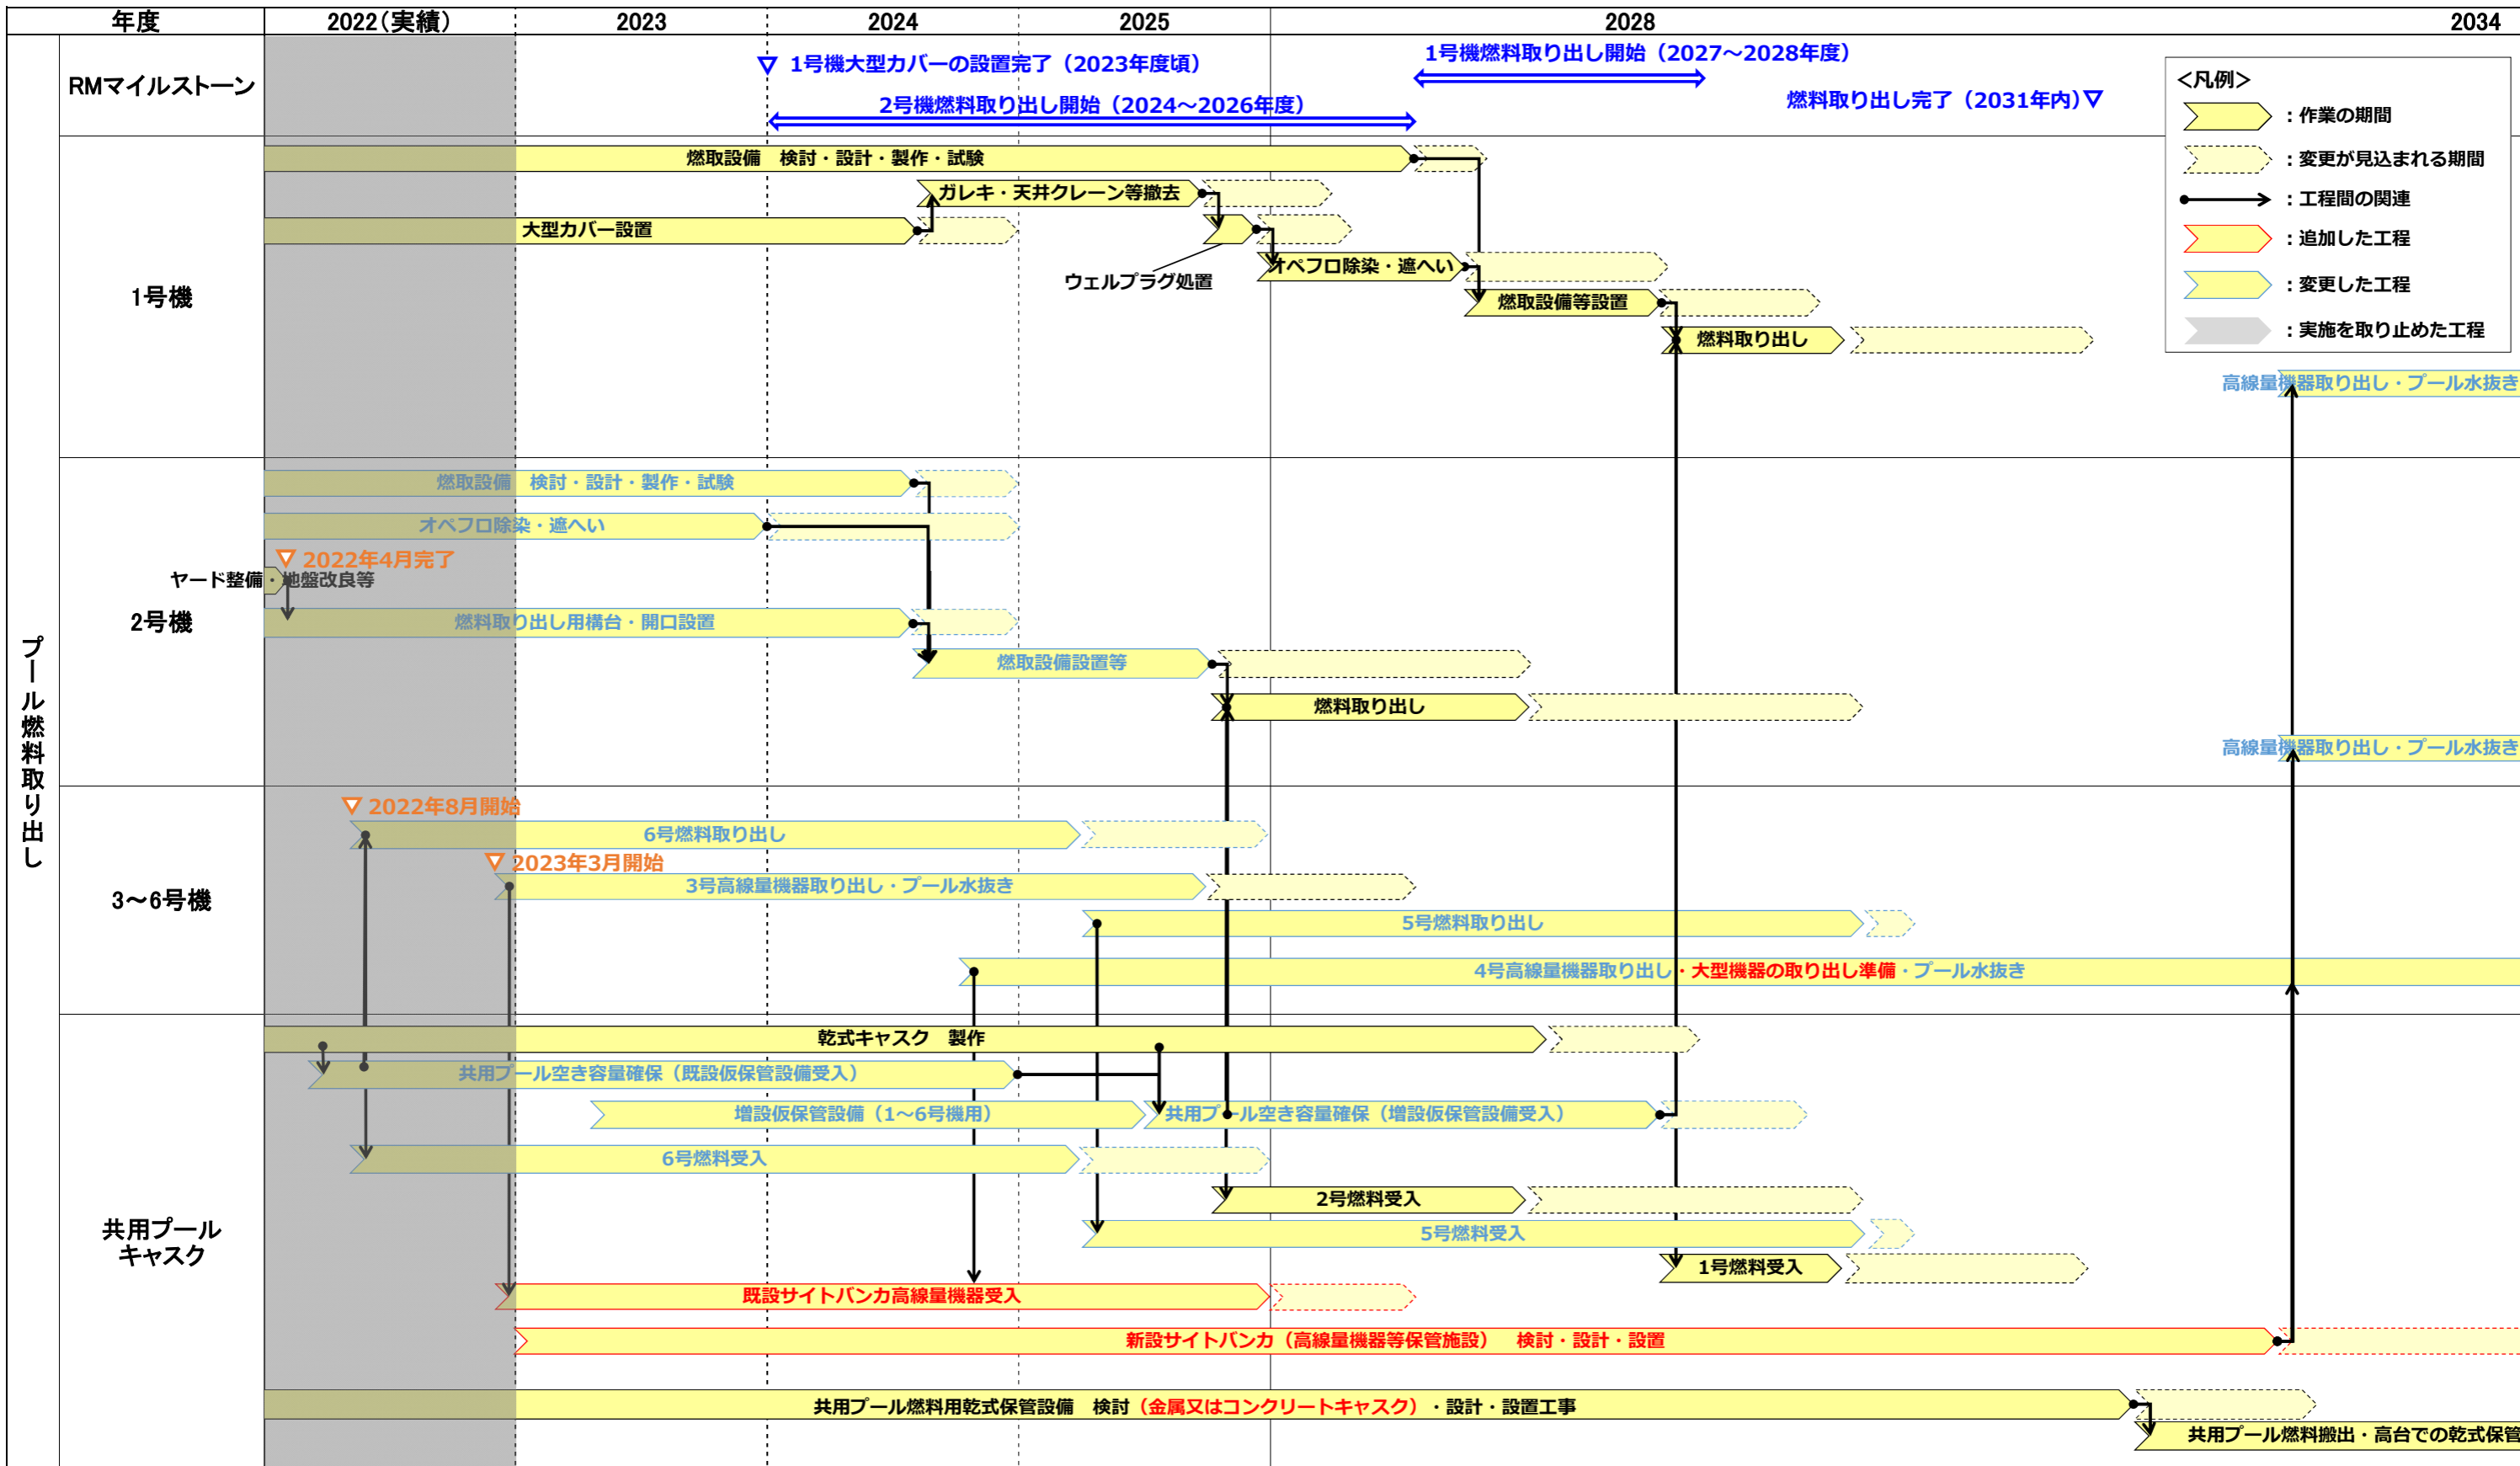 年度
2022(実績)
2023
2024
2025
2028
2034
プール燃料取り出し
RMマイルストーン
1号機大型カバーの設置完了（2023年度頃）
1号機燃料取り出し開始（2027～2028年度）
2号機燃料取り出し開始（2024～2026年度）
燃料取り出し完了（2031年内）
＜凡例＞
：作業の期間
：変更が見込まれる期間
：工程間の関連
：追加した工程
：変更した工程
：実施を取り止めた工程
1号機
燃取設備　検討・設計・製作・試験
ガレキ・天井クレーン等撤去
大型カバー設置
ウェルプラグ処置
オペフロ除染・遮へい
燃取設備等設置
燃料取り出し
高線量機器取り出し・プール水抜き
2号機
燃取設備　検討・設計・製作・試験
オペフロ除染・遮へい
2022年4月完了
ヤード整備・地盤改良等
燃料取り出し用構台・開口設置
燃取設備設置等
燃料取り出し
高線量機器取り出し・プール水抜き
3～6号機
2022年8月開始
6号燃料取り出し
2023年3月開始
3号高線量機器取り出し・プール水抜き
5号燃料取り出し
4号高線量機器取り出し・大型機器の取り出し準備・プール水抜き
共用プール
キャスク
乾式キャスク　製作
共用プール空き容量確保（既設仮保管設備受入）
増設仮保管設備（1～6号機用）
共用プール空き容量確保（増設仮保管設備受入）
6号燃料受入
2号燃料受入
5号燃料受入
1号燃料受入
既設サイトバンカ高線量機器受入
新設サイトバンカ（高線量機器等保管施設）　検討・設計・設置
共用プール燃料用乾式保管設備　検討（金属又はコンクリートキャスク）・設計・設置工事
共用プール燃料搬出・高台での乾式保管